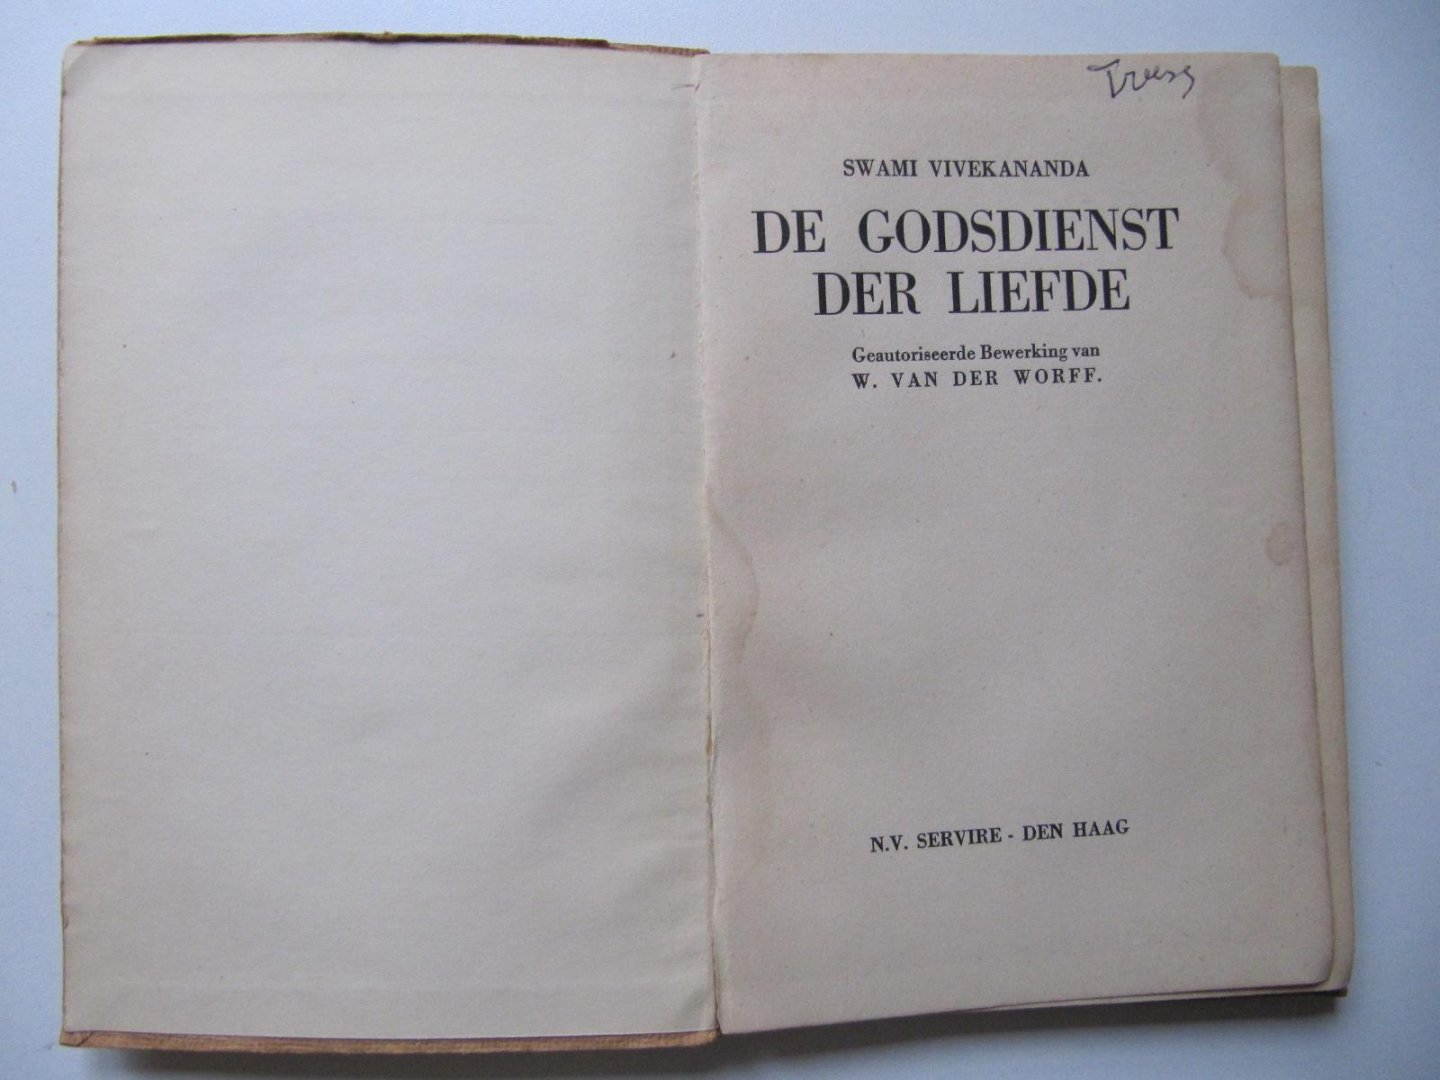 SWAMI VIVEKANANDA
DE GODSDIENST
DER LIEFDE
Geautoriseerde Bewerking van
W. VAN DER WORFF.
N.V. SERVIRE - DEN HAAG